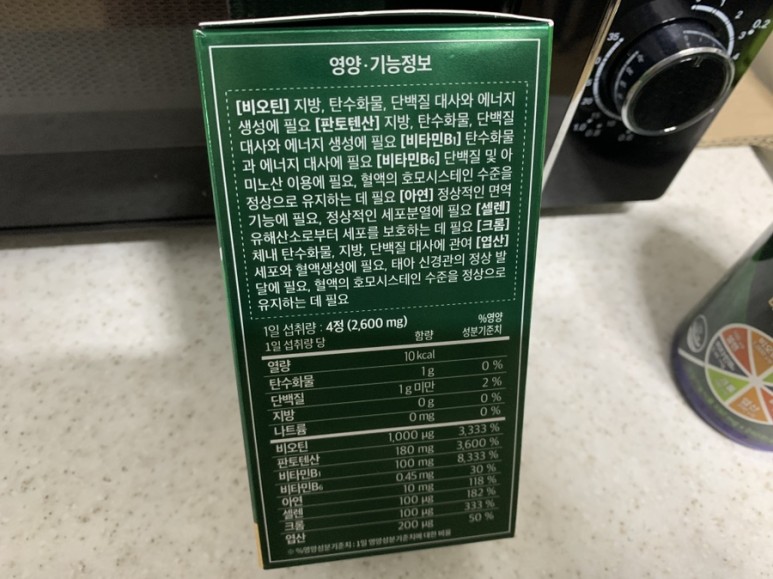 영양·기능정보
[비오틴] 지방, 탄수화물, 단백질 대사와 에너지
생성에 필요 [판토텐산] 지방, 탄수화물, 단백질
대사와 에너지 생성에 필요 [비타민B1] 탄수화물
과 에너지 대사에 필요 [비타민B6] 단백질 및 아
미노산 이용에 필요, 혈액의 호모시스테인 수준을
정상으로 유지하는 데 필요 [아연] 정상적인 면역
기능에 필요, 정상적인 세포분열에 필요 [셀렌]
유해산소로부터 세포를 보호하는 데 필요 [크롬]
체내 탄수화물, 지방, 단백질 대사에 관여 [엽산]
세포와 혈액생성에 필요, 태아 신경관의 정상 발
달에 필요, 혈액의 호모시스테인 수준을 정상으로
유지하는 데 필요
1일 섭취량 : 4정 (2,600 mg)
1일 섭취량 당 함량 %영양성분기준치
열량 10 kcal
탄수화물 1 g 0 %
단백질 1 g 미만 2 %
지방 0 g 0 %
나트륨 0 mg 0 %
비오틴 1,000 μg 3,333 %
판토텐산 180 mg 3,600 %
비타민B1 100 mg 8,333 %
비타민B6 0.45 mg 30 %
아연 10 mg 118 %
셀렌 100 μg 182 %
크롬 100 μg 333 %
엽산 200 μg 50 %
※ %영양성분기준치 : 1일 영양성분기준치에 대한 비율